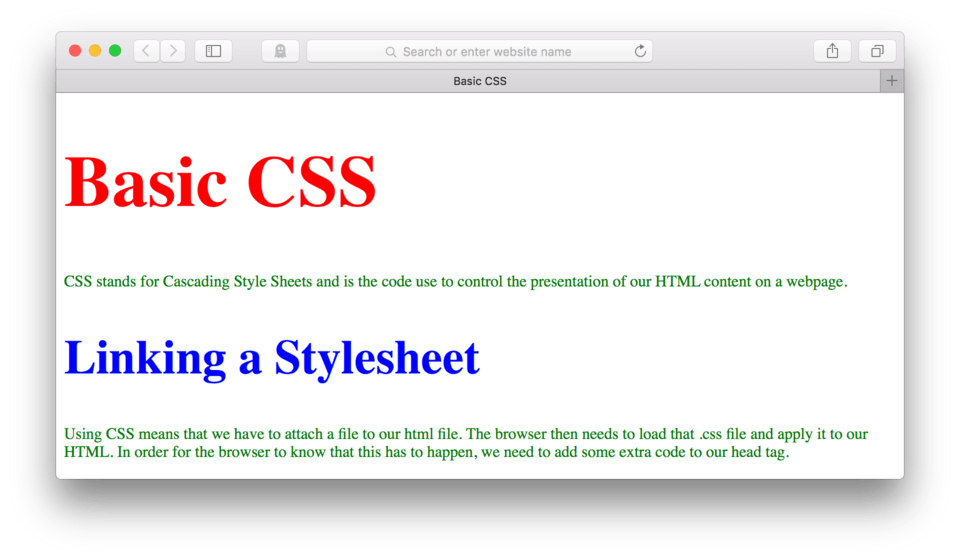 Search or enter website name
Basic CSS
Basic CSS
CSS stands for Cascading Style Sheets and is the code use to control the presentation of our HTML content on a webpage.
Linking a Stylesheet
Using CSS means that we have to attach a file to our html file. The browser then needs to load that .css file and apply it to our
HTML. In order for the browser to know that this has to happen, we need to add some extra code to our head tag.